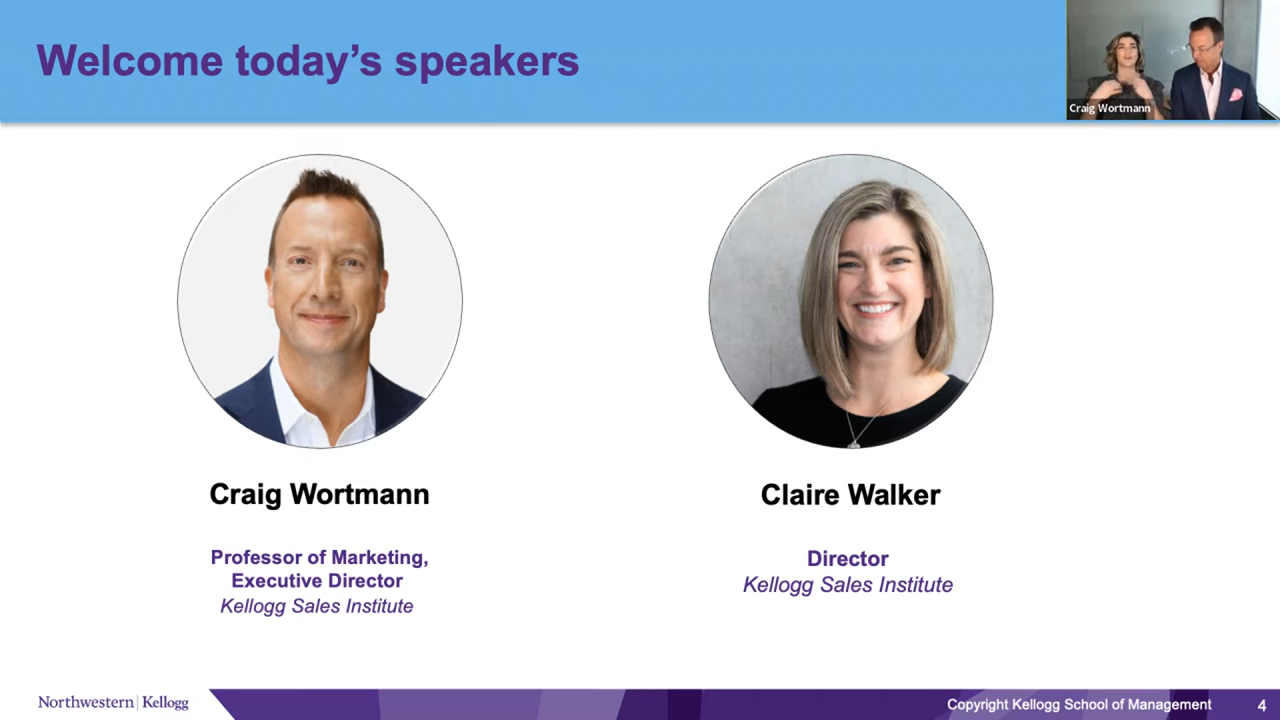 Welcome today's speakers
Craig Wortmann
Craig Wortmann
Professor of Marketing,
Executive Director
Kellogg Sales Institute
Claire Walker
Director
Kellogg Sales Institute
Northwestern | Kellogg
Copyright Kellogg School of Management
4